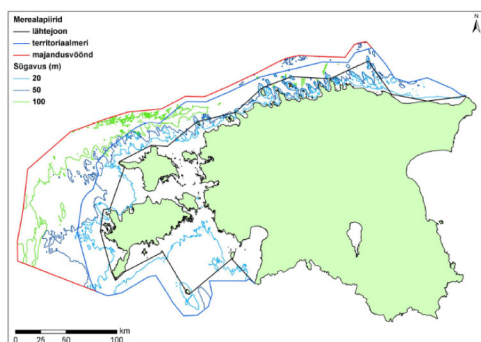 Merealapiirid
lähtejoon
territoriaalmeri
majandusvöönd
Sügavus (m)
20
50
100
N
km
0 25 50 100